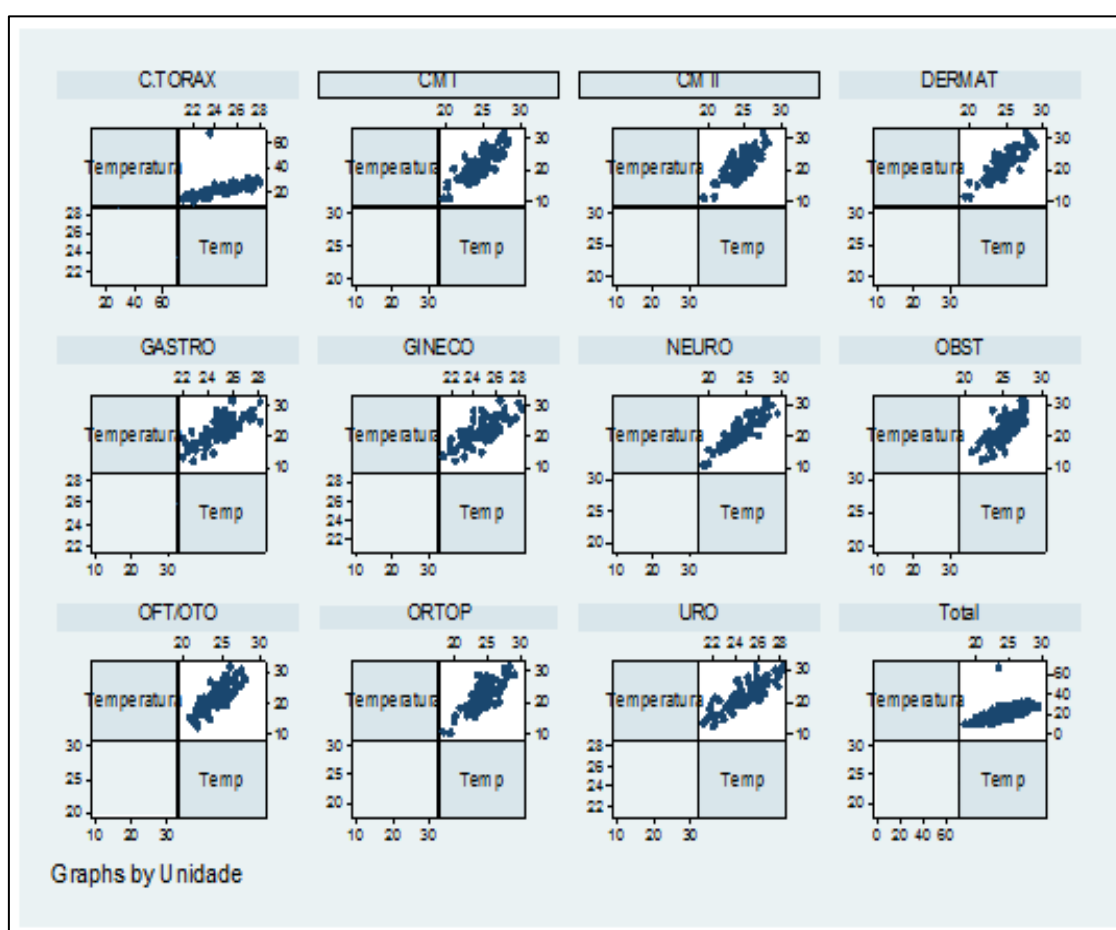 C.TORAX CM I CM II DERMAT
22 24 26 28 20 25 30 20 25 30 20 25 30
Temperatura 60 40 20 Temperatura 30 20 10 Temperatura 30 20 10 Temperatura 30 20 10
28 26 24 22 Temp 30 25 20 Temp 30 25 20 Temp 30 25 20 Temp
20 40 60 10 20 30 10 20 30 10 20 30
GASTRO GINECO NEURO OBST
22 24 26 28 22 24 26 28 20 25 30 20 25 30
Temperatura 30 20 10 Temperatura 30 20 10 Temperatura 30 20 10 Temperatura 30 20 10
28 26 24 22 Temp 28 26 24 22 Temp 30 25 20 Temp 30 25 20 Temp
10 20 30 10 20 30 10 20 30 10 20 30
OFT/OTO ORTOP URO Total
20 25 30 20 25 30 22 24 26 28 20 25 30
Temperatura 30 20 10 Temperatura 30 20 10 Temperatura 30 20 10 Temperatura 60 40 20 0
30 25 20 Temp 30 25 20 Temp 28 26 24 22 Temp 30 25 20 Temp
10 20 30 10 20 30 10 20 30 0 20 40 60
Graphs by Unidade